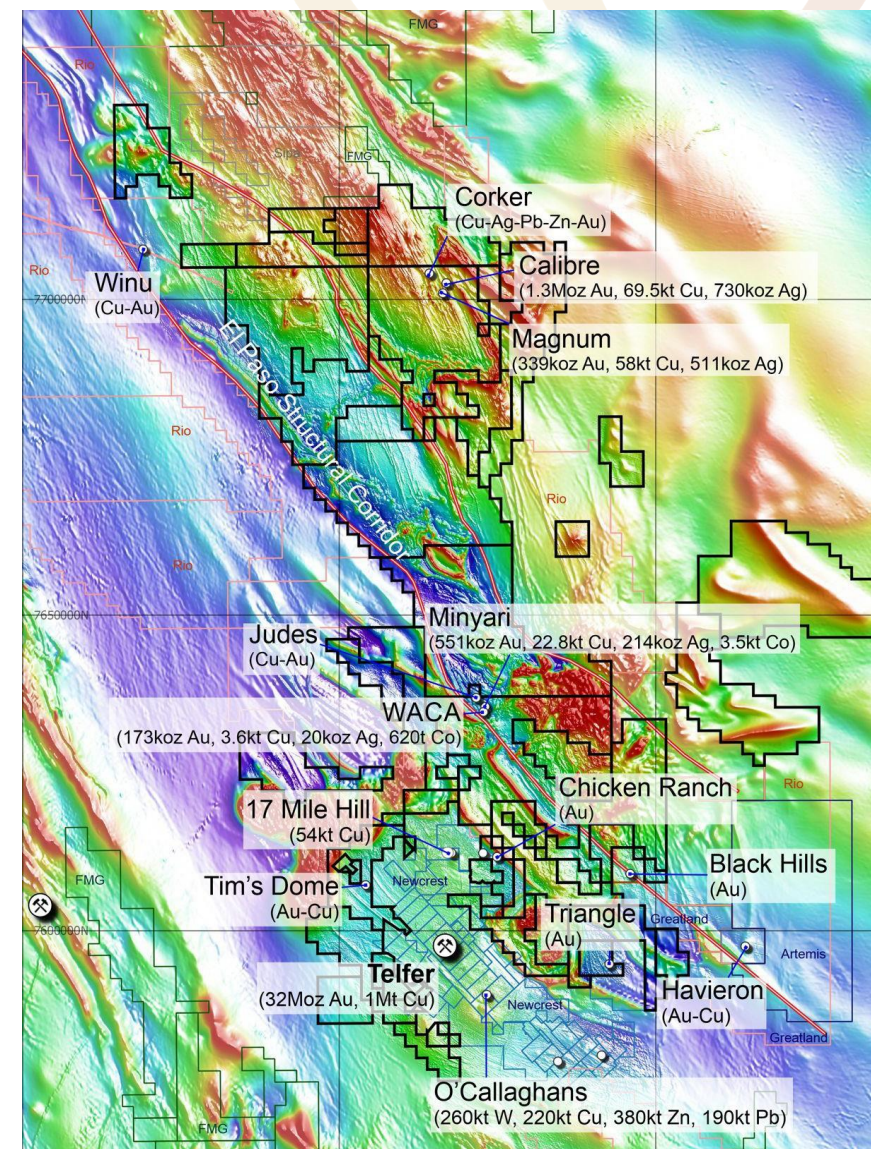 FMG
Rio
Sipa
FMG
Corker
(Cu-Ag-Pb-Zn-Au)
Calibre
(1.3Moz Au, 69.5kt Cu, 730koz Ag)
Rio
Winu
(Cu-Au)
7700000N
Magnum
(339koz Au, 58kt Cu, 511koz Ag)
El Paso Structural Corridor
Rio
Rio
Rio
7650000N
Minyari
(551koz Au, 22.8kt Cu, 214koz Ag, 3.5kt Co)
Judes
(Cu-Au)
WACA
(173koz Au, 3.6kt Cu, 20koz Ag, 620t Co)
Rio
Chicken Ranch
(Au)
17 Mile Hill
(54kt Cu)
Black Hills
(Au)
FMG
Newcrest
Tim's Dome
(Au-Cu)
Triangle
(Au)
Greatland
7600000N
Artemis
Telfer
(32Moz Au, 1Mt Cu)
Havieron
(Au-Cu)
Newcrest
Greatland
O'Callaghans
(260kt W, 220kt Cu, 380kt Zn, 190kt Pb)
FMG